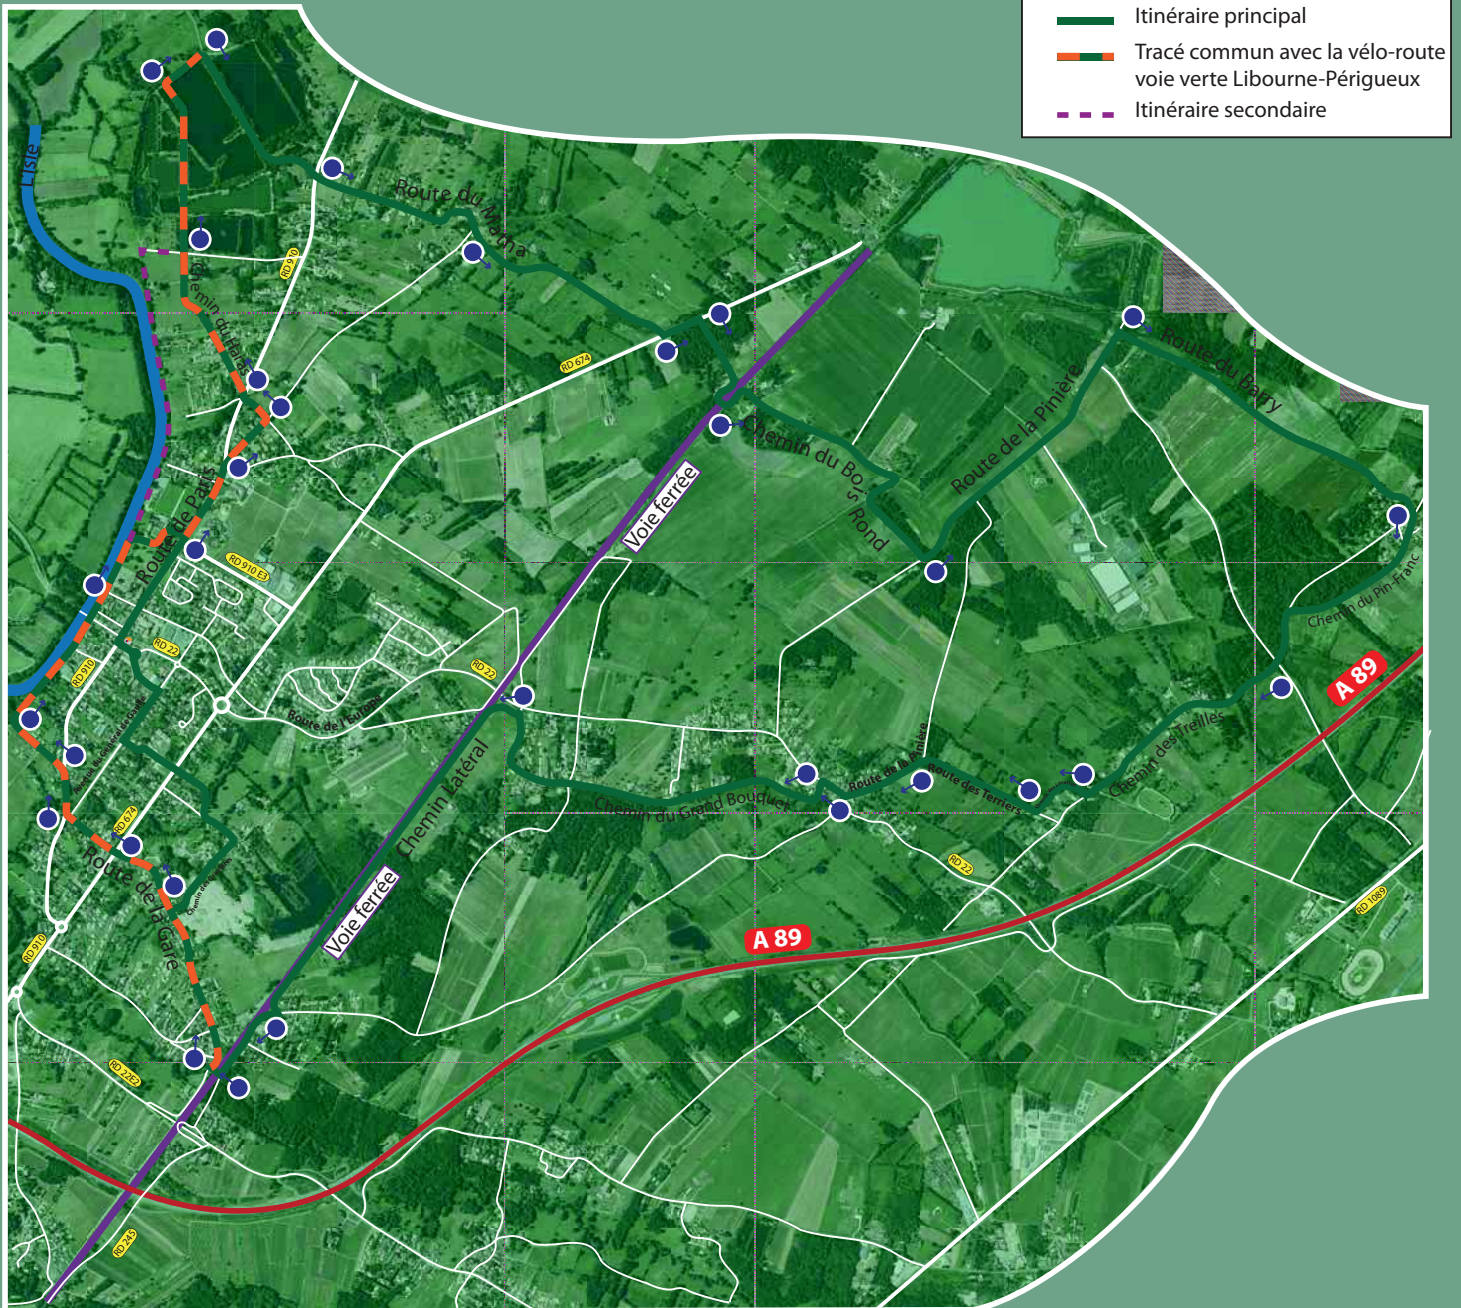 Itinéraire principal
Tracé commun avec la vélo-route
voie verte Libourne-Périgueux
Itinéraire secondaire
L'Isle
Route du Matha
RD 910
Chemin du Haras
RD 674
Route du Barry
Route de la Pinière
Chemin du Bois
Rond
Voie ferrée
Route de Paris
RD 910 E3
Chemin du Pin-Franc
RD 22
RD 910
RD 22
A 89
Route de l'Europe
Chemin des Treilles
Route de la Pinière
Route des Terriers
Chemin Latéral
Chemin du Grand Bouquet
RD 674
Route de la Gare
RD 22
RD 1089
Voie ferrée
A 89
RD 910
RD 22E2
RD 245